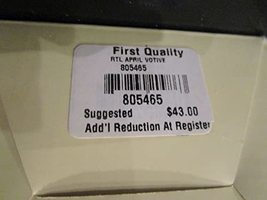 First Quality
RTL APRIL VOTIVE
805465
805465
Suggested $43.00
Add'l Reduction At Register